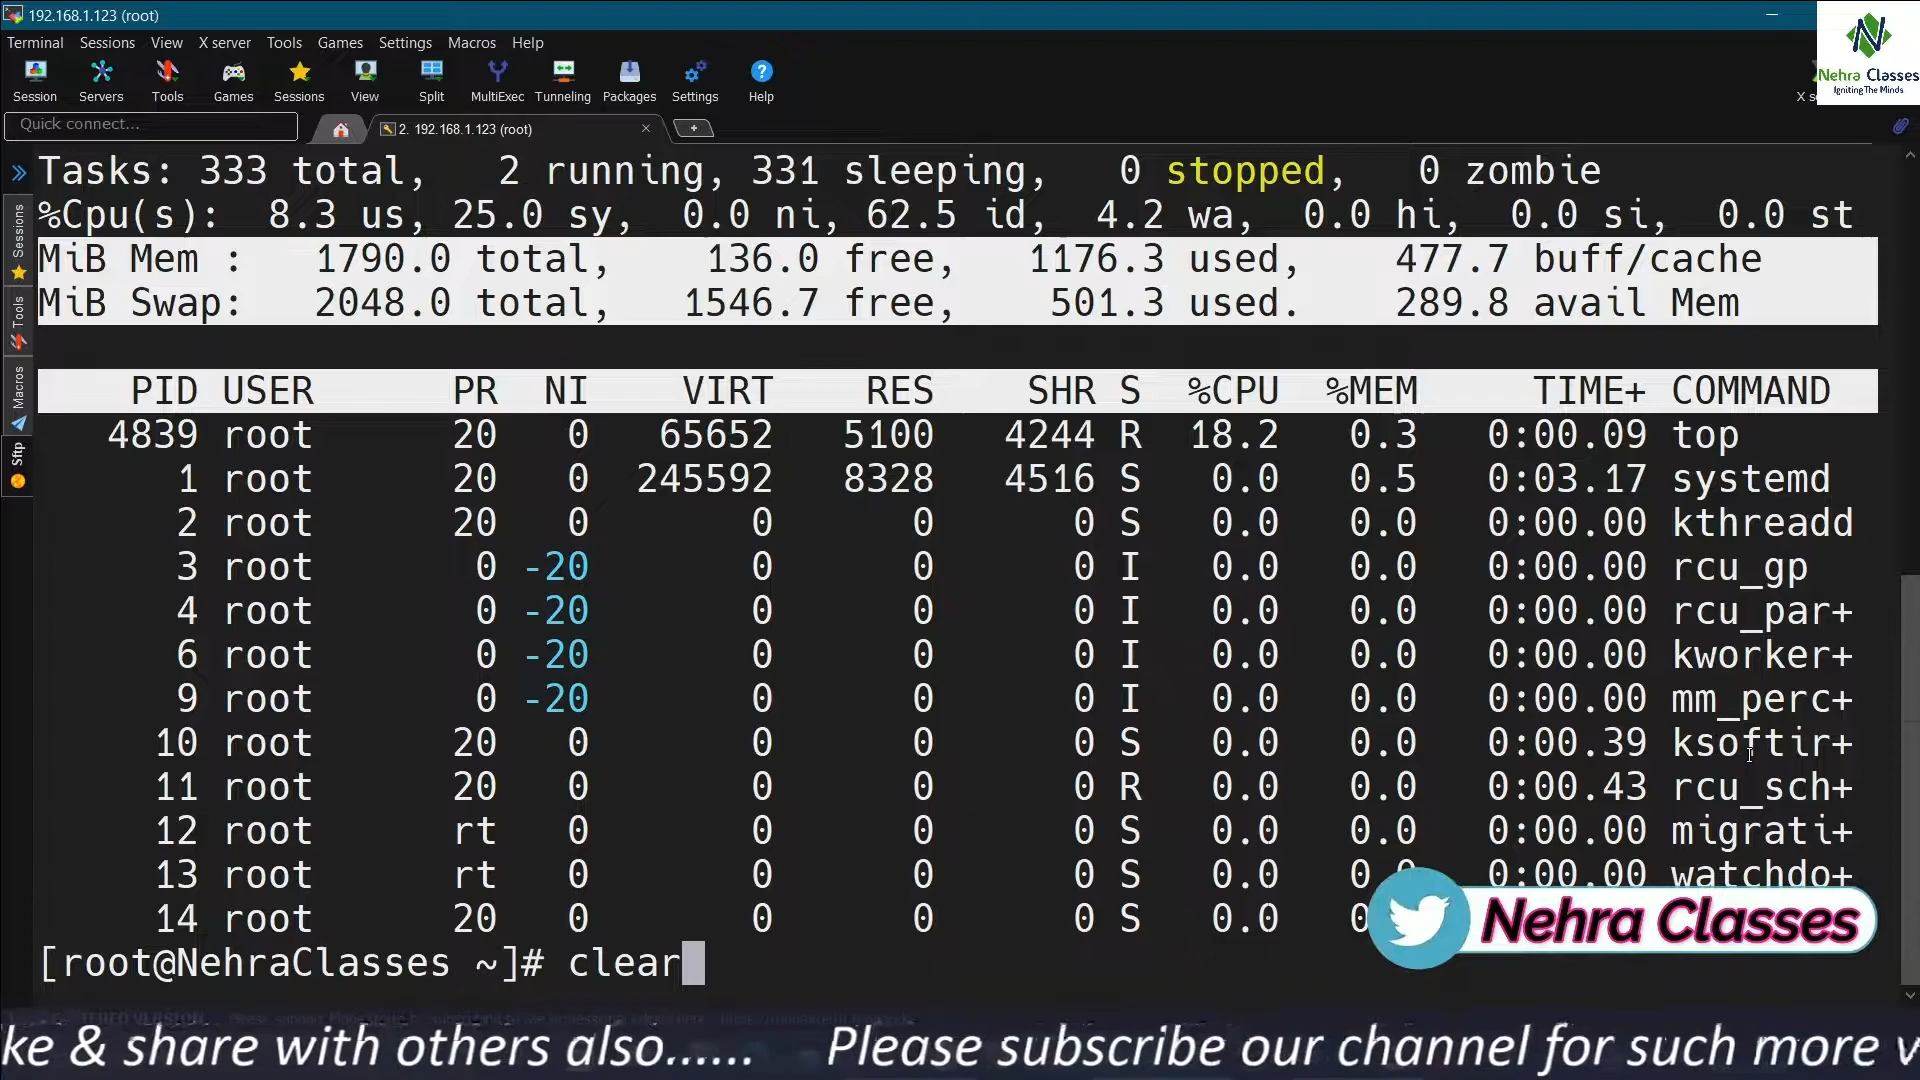 192.168.1.123 (root)
Terminal Sessions View X server Tools Games Settings Macros Help
Session Servers Tools Games Sessions View Split MultiExec Tunneling Packages Settings Help
Nehra Classes
Igniting The Minds
Quick connect...
2. 192.168.1.123 (root)
Sessions
Tools
Macros
Sftp
Tasks: 333 total, 2 running, 331 sleeping, 0 stopped, 0 zombie
%Cpu(s): 8.3 us, 25.0 sy, 0.0 ni, 62.5 id, 4.2 wa, 0.0 hi, 0.0 si, 0.0 st
MiB Mem : 1790.0 total, 136.0 free, 1176.3 used, 477.7 buff/cache
MiB Swap: 2048.0 total, 1546.7 free, 501.3 used. 289.8 avail Mem
PID USER PR NI VIRT RES SHR S %CPU %MEM TIME+ COMMAND
4839 root 20 0 65652 5100 4244 R 18.2 0.3 0:00.09 top
1 root 20 0 245592 8328 4516 S 0.0 0.5 0:03.17 systemd
2 root 20 0 0 0 0 S 0.0 0.0 0:00.00 kthreadd
3 root 0 -20 0 0 0 I 0.0 0.0 0:00.00 rcu_gp
4 root 0 -20 0 0 0 I 0.0 0.0 0:00.00 rcu_par+
6 root 0 -20 0 0 0 I 0.0 0.0 0:00.00 kworker+
9 root 0 -20 0 0 0 I 0.0 0.0 0:00.00 mm_perc+
10 root 20 0 0 0 0 S 0.0 0.0 0:00.39 ksoftir+
11 root 20 0 0 0 0 R 0.0 0.0 0:00.43 rcu_sch+
12 root rt 0 0 0 0 S 0.0 0.0 0:00.00 migrati+
13 root rt 0 0 0 0 S 0.0 0:00.00 watchdo+
14 root 20 0 0 0 0 S 0.0
Nehra Classes
[root@NehraClasses ~]# clear
ke & share with others also...... Please subscribe our channel for such more v